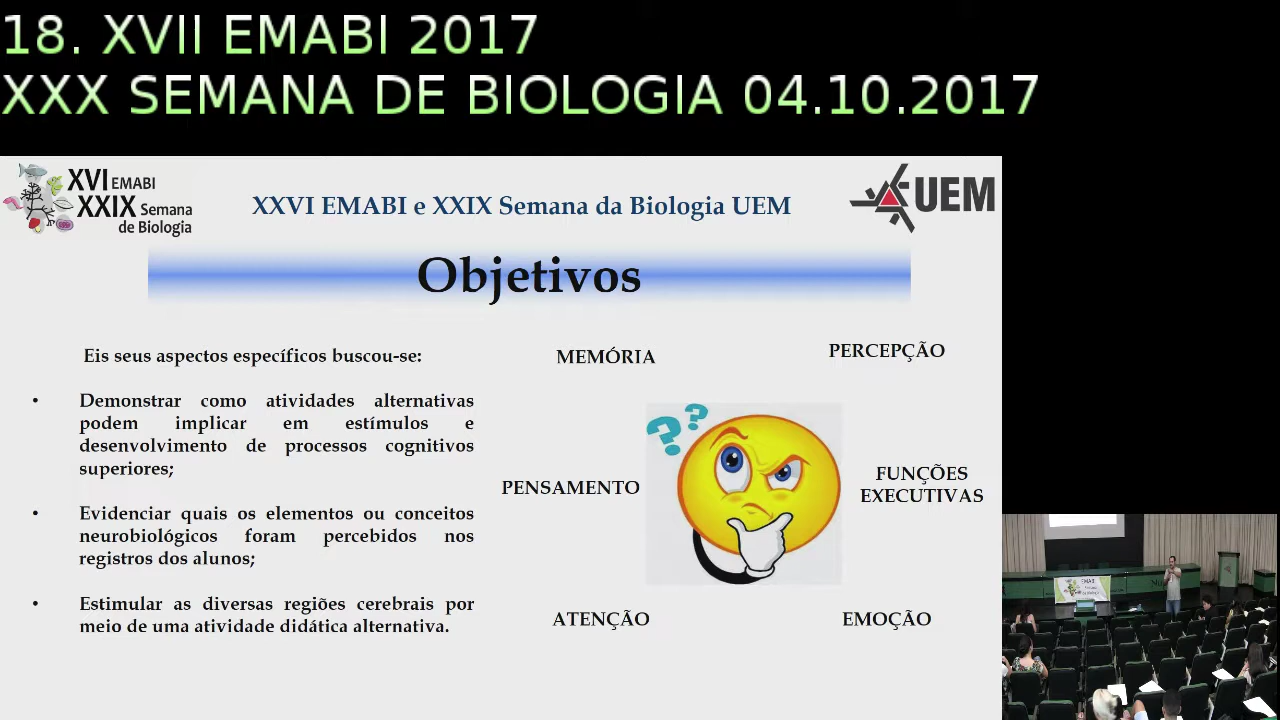 18. XVII EMABI 2017
XXX SEMANA DE BIOLOGIA 04.10.2017
XVI EMABI
XXIX Semana
de Biologia
XXVI EMABI e XXIX Semana da Biologia UEM
UEM
Objetivos
Eis seus aspectos específicos buscou-se:
• Demonstrar como atividades alternativas
podem implicar em estímulos e
desenvolvimento de processos cognitivos
superiores;
• Evidenciar quais os elementos ou conceitos
neurobiológicos foram percebidos nos
registros dos alunos;
• Estimular as diversas regiões cerebrais por
meio de uma atividade didática alternativa.
MEMÓRIA
PERCEPÇÃO
??
PENSAMENTO
FUNÇÕES
EXECUTIVAS
ATENÇÃO
EMOÇÃO
EMABI